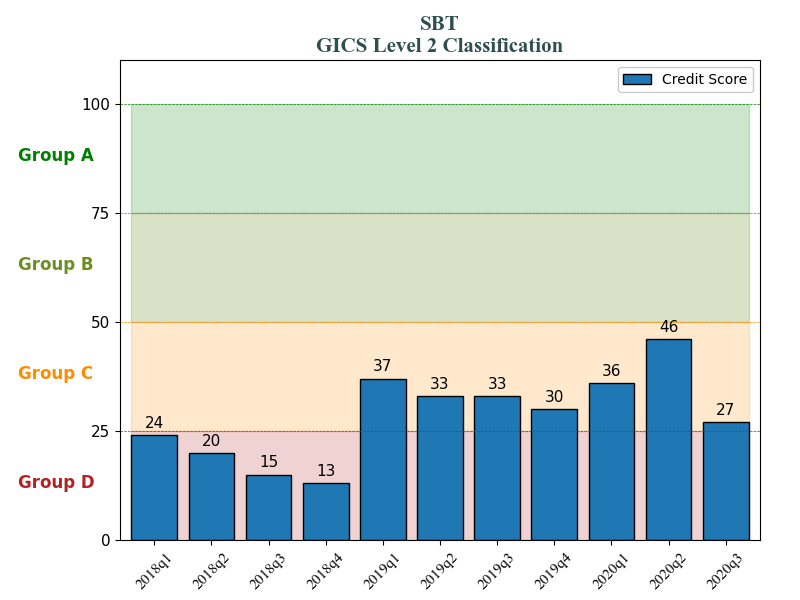 SBT
GICS Level 2 Classification
Credit Score
100
Group A
75
Group B
50
46
Group C
37
36
33
33
30
27
25
24
20
15
13
Group D
0
2018q1
2018q2
2018q3
2018q4
2019q1
2019q2
2019q3
2019q4
2020q1
2020q2
2020q3